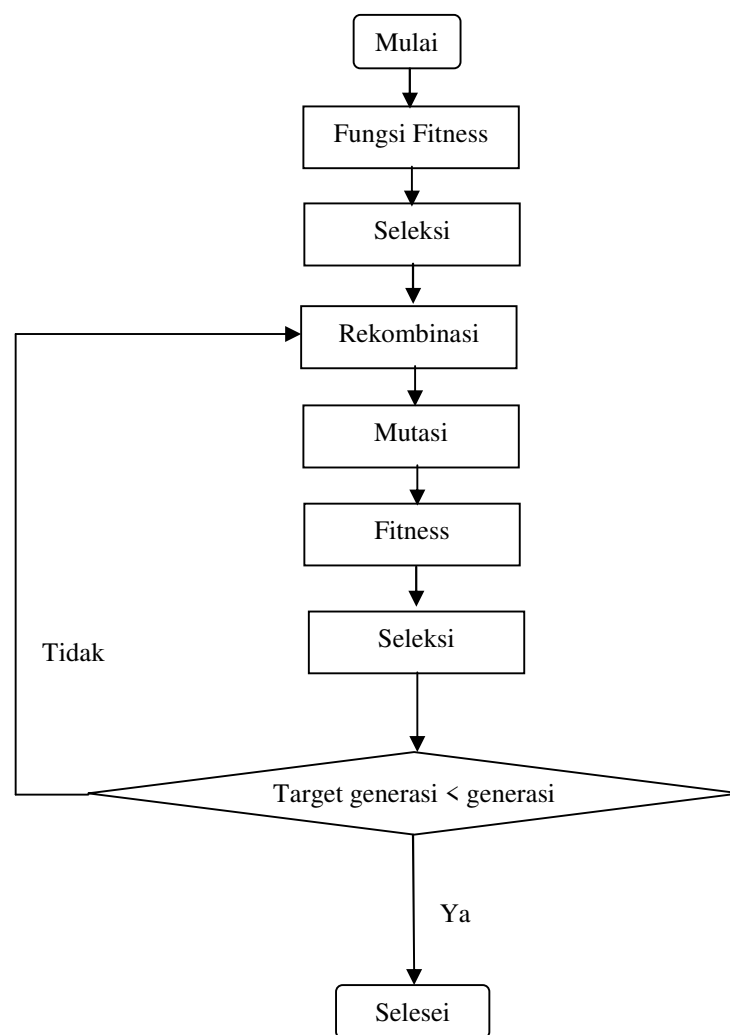 Mulai
Fungsi Fitness
Seleksi
Rekombinasi
Mutasi
Fitness
Seleksi
Tidak
Target generasi < generasi
Ya
Selesei